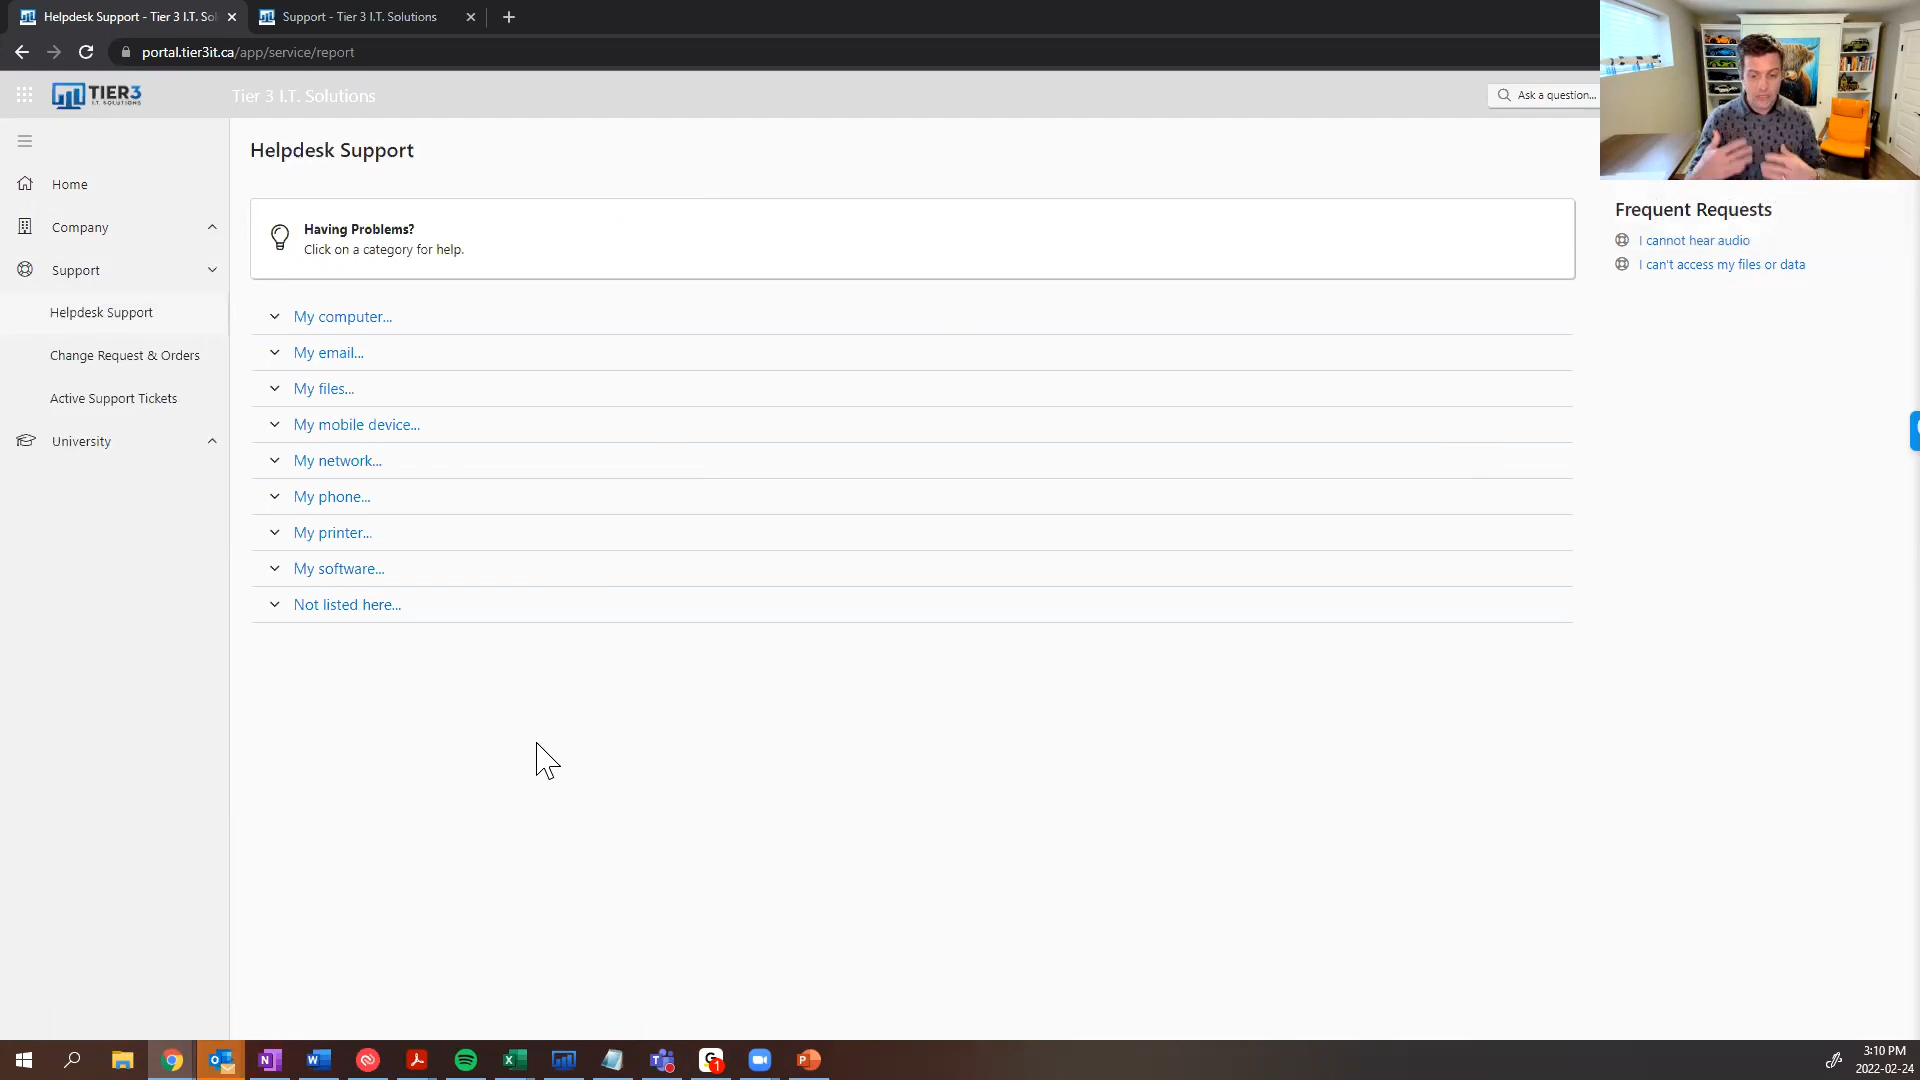 Helpdesk Support - Tier 3 I.T. Sol
Support - Tier 3 I.T. Solutions
portal.tier3it.ca/app/service/report
TIER3
I.T. SOLUTIONS
Tier 3 I.T. Solutions
Ask a question...
Home
Company
Support
Helpdesk Support
Change Request & Orders
Active Support Tickets
University
Helpdesk Support
Having Problems?
Click on a category for help.
My computer...
My email...
My files...
My mobile device...
My network...
My phone...
My printer...
My software...
Not listed here...
Frequent Requests
I cannot hear audio
I can't access my files or data
3:10 PM
2022-02-24